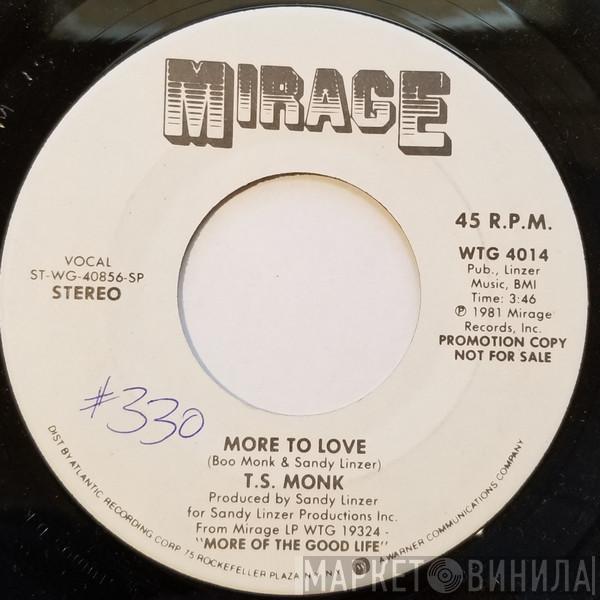 MIRAGE
45 R.P.M.
WTG 4014
Pub., Linzer
Music, BMI
Time: 3:46
℗ 1981 Mirage
Records, Inc.
PROMOTION COPY
NOT FOR SALE
VOCAL
ST-WG-40856-SP
STEREO
#330
MORE TO LOVE
(Boo Monk & Sandy Linzer)
T.S. MONK
Produced by Sandy Linzer
for Sandy Linzer Productions Inc.
From Mirage LP WTG 19324 -
"MORE OF THE GOOD LIFE"
DIST BY ATLANTIC RECORDING CORP 75 ROCKEFELLER PLAZA N.Y. N.Y. A WARNER COMMUNICATIONS COMPANY
МАРКЕТ ВИНИЛА